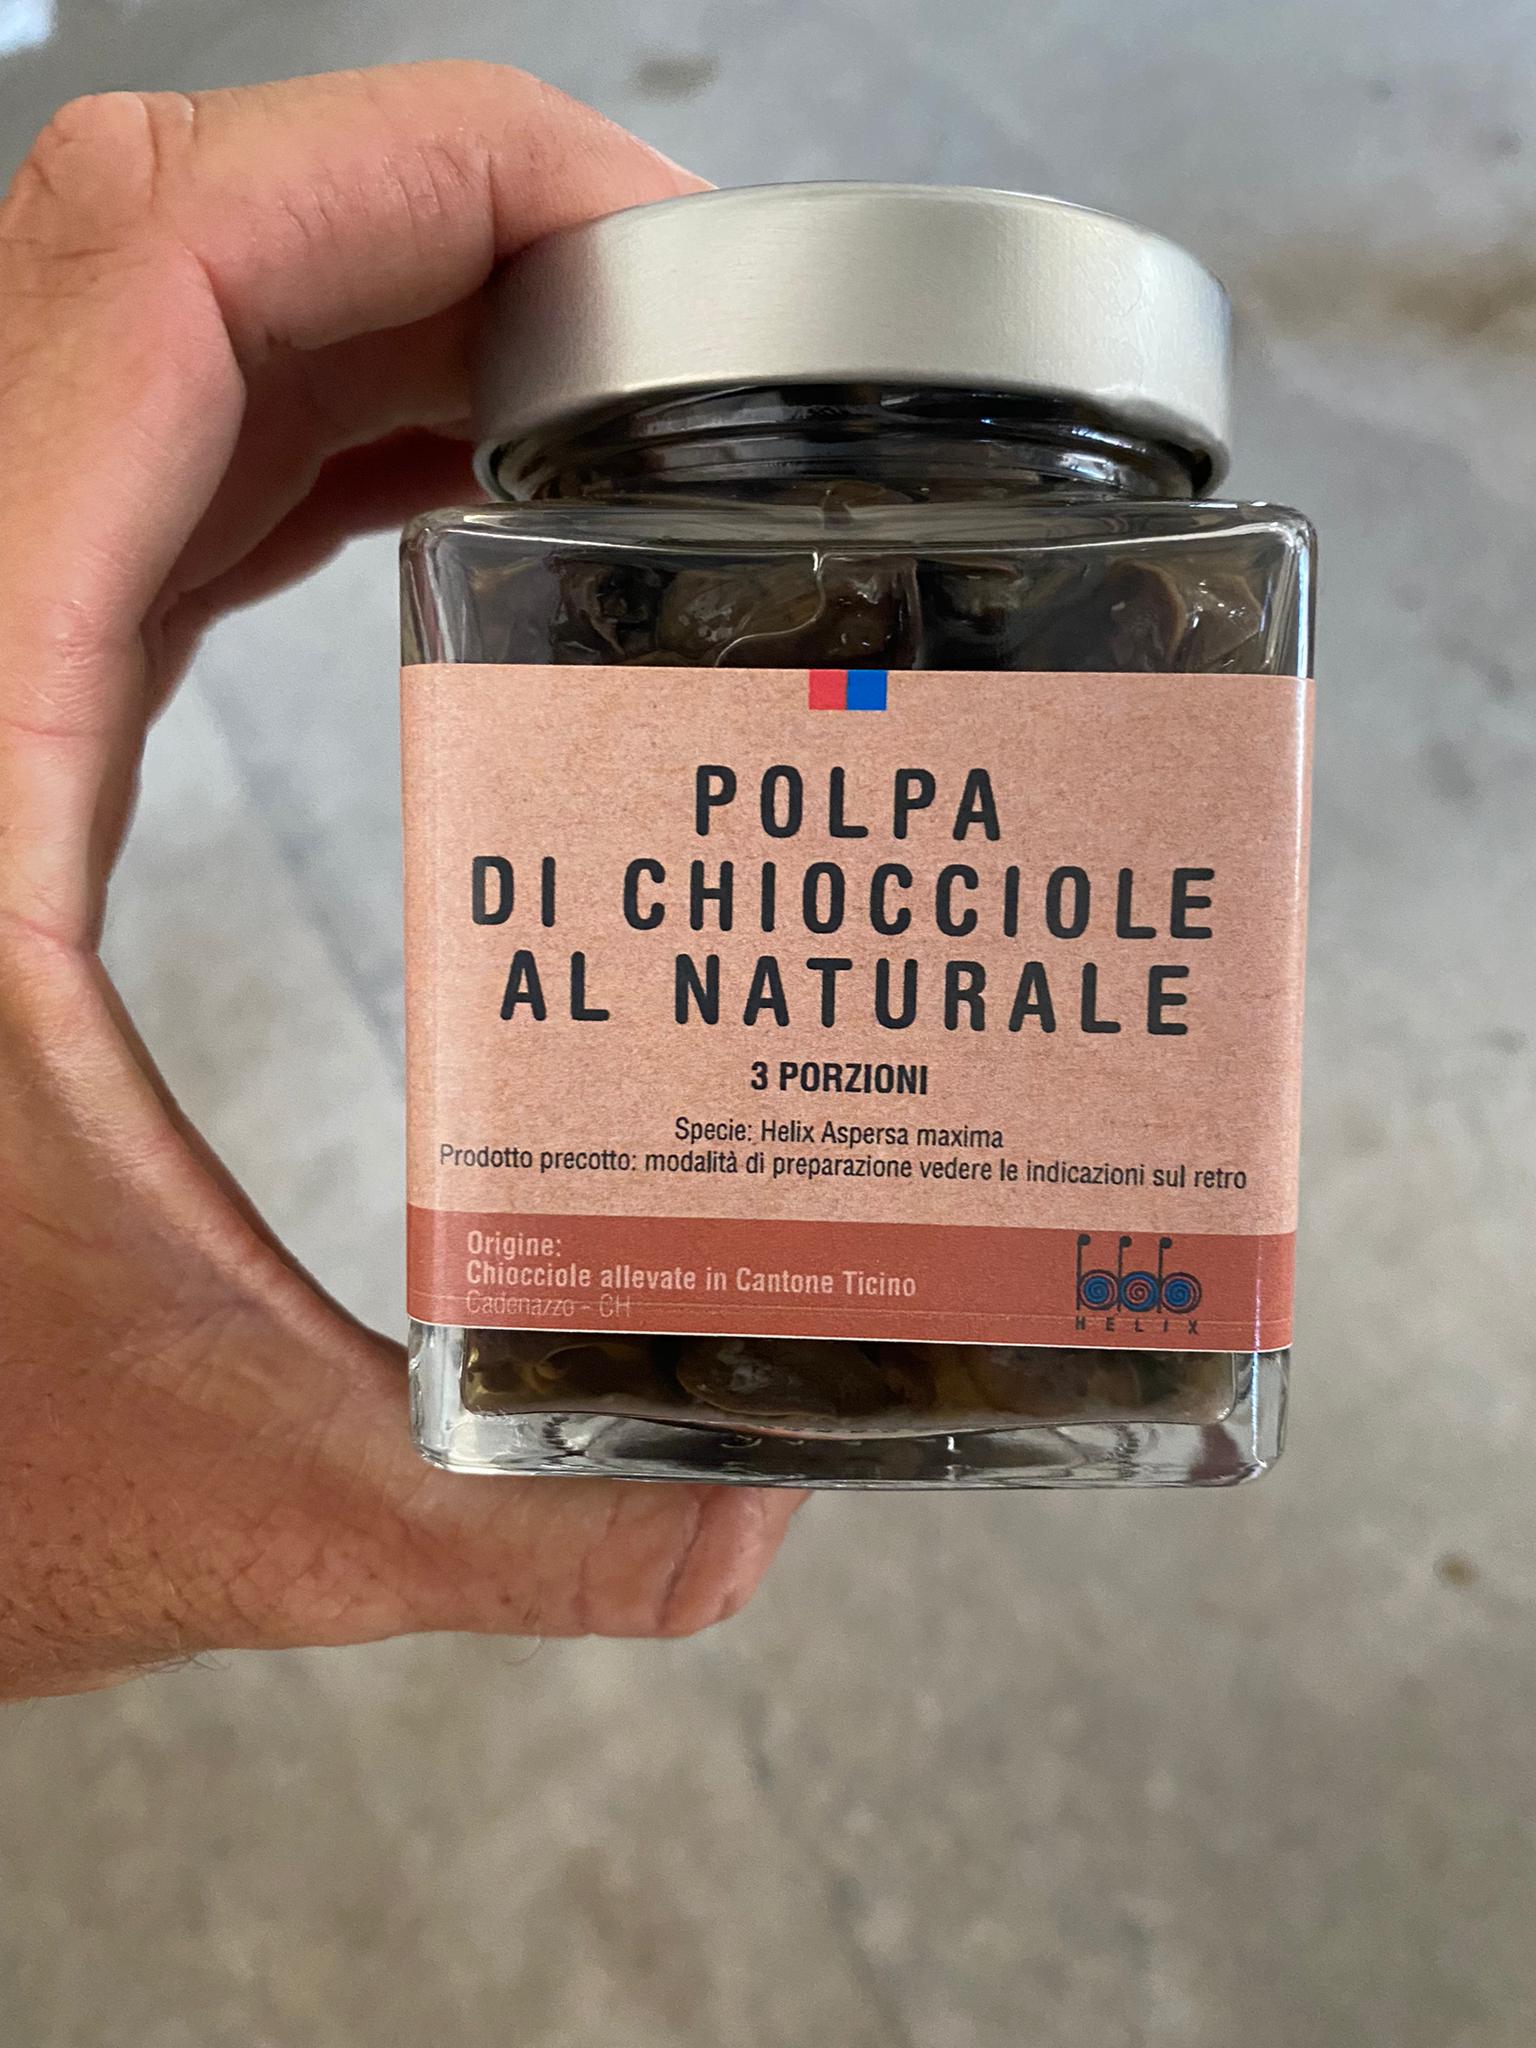 POLPA
DI CHIOCCIOLE
AL NATURALE
3 PORZIONI
Specie: Helix Aspersa maxima
Prodotto precotto: modalità di preparazione vedere le indicazioni sul retro
Origine:
Chiocciole allevate in Cantone Ticino
Cadenazzo - CH
HELIX